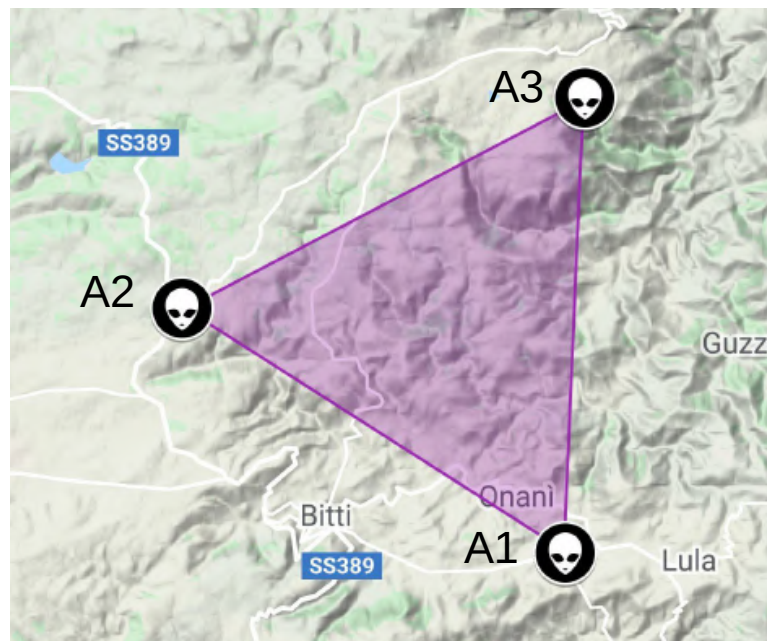 A3
SS389
A2
Guzz
Onanì
Bitti
A1
SS389
Lula